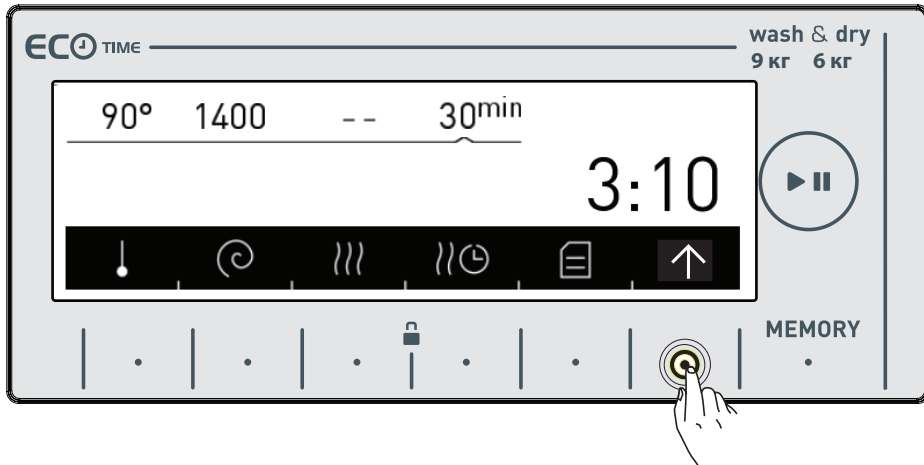 ECO TIME
wash & dry
9 кг 6 кг
90° 1400 -- 30min
3:10
MEMORY